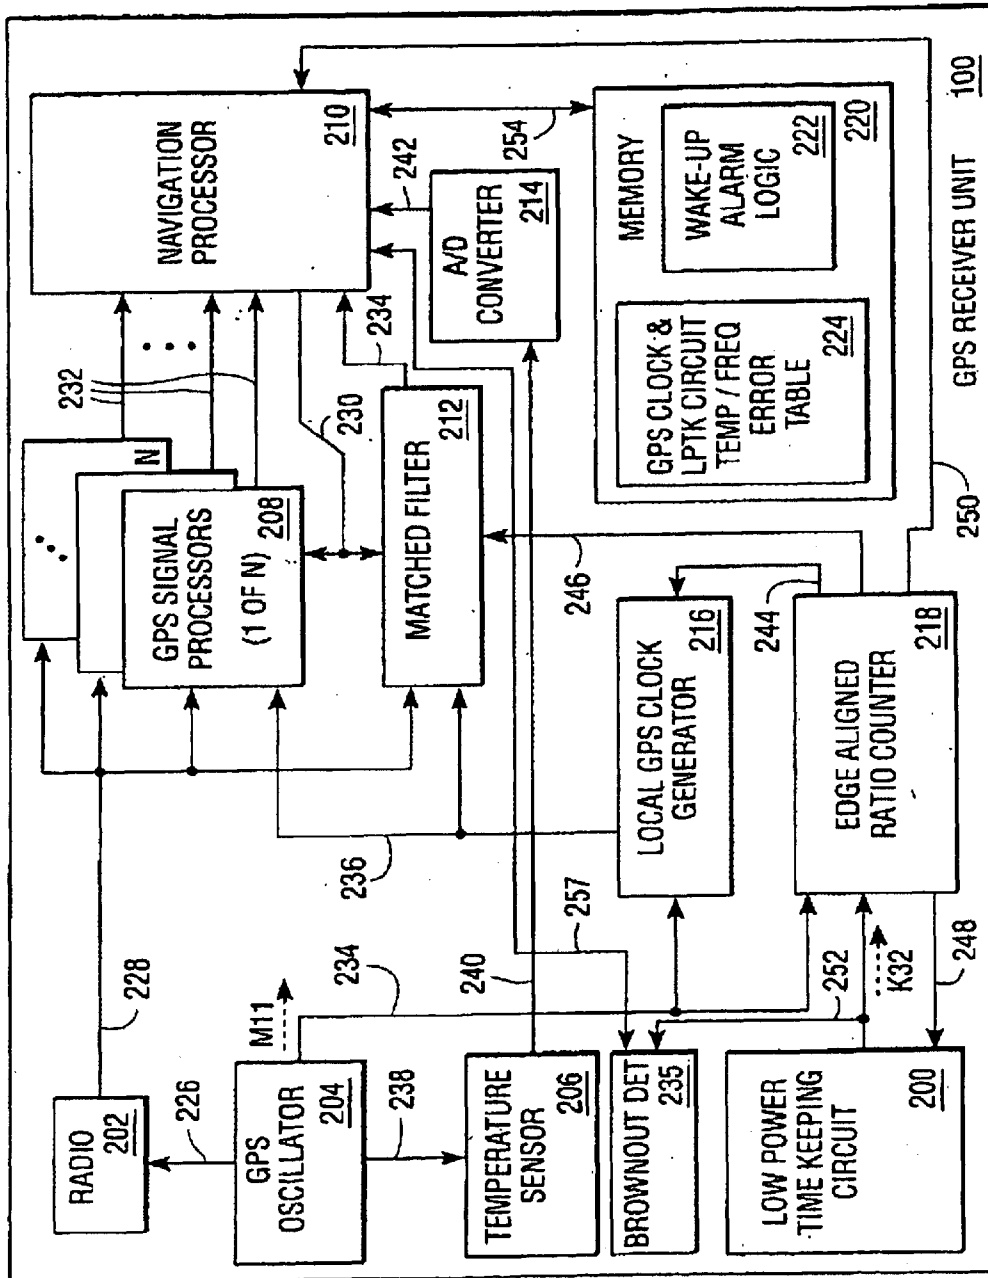 RADIO
202
226
228
GPS
OSCILLATOR
204
M11
234
238
TEMPERATURE
SENSOR
206
240
BROWNOUT DET
235
257
252
LOW POWER
TIME KEEPING
CIRCUIT
200
K32
248
N
GPS SIGNAL
PROCESSORS
208
(1 OF N)
232
230
236
MATCHED FILTER
212
234
246
LOCAL GPS CLOCK
GENERATOR
216
244
EDGE ALIGNED
RATIO COUNTER
218
250
NAVIGATION
PROCESSOR
210
242
254
A/D
CONVERTER
214
MEMORY
220
WAKE-UP
ALARM
LOGIC
222
GPS CLOCK &
LPTK CIRCUIT
TEMP / FREQ
ERROR
TABLE
224
GPS RECEIVER UNIT
100